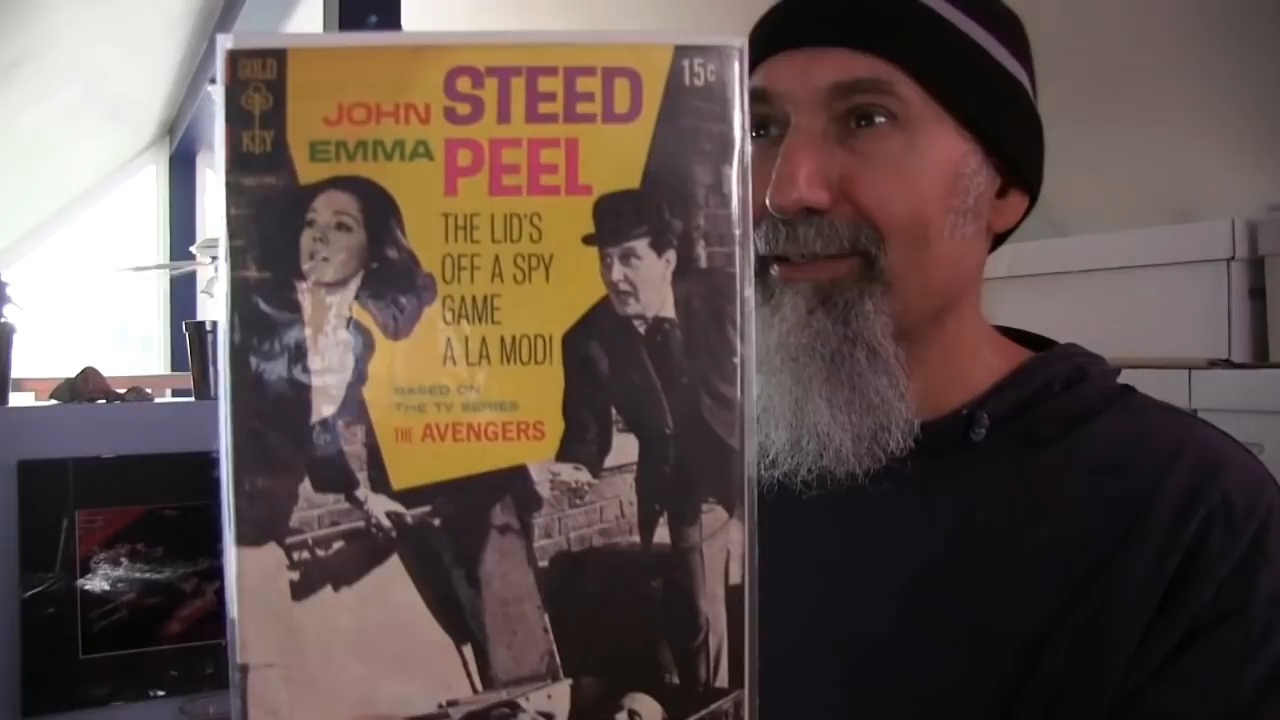 GOLD
KEY
15¢
JOHN STEED
EMMA PEEL
THE LID'S
OFF A SPY
GAME
A LA MOD!
BASED ON
THE TV SERIES
THE AVENGERS